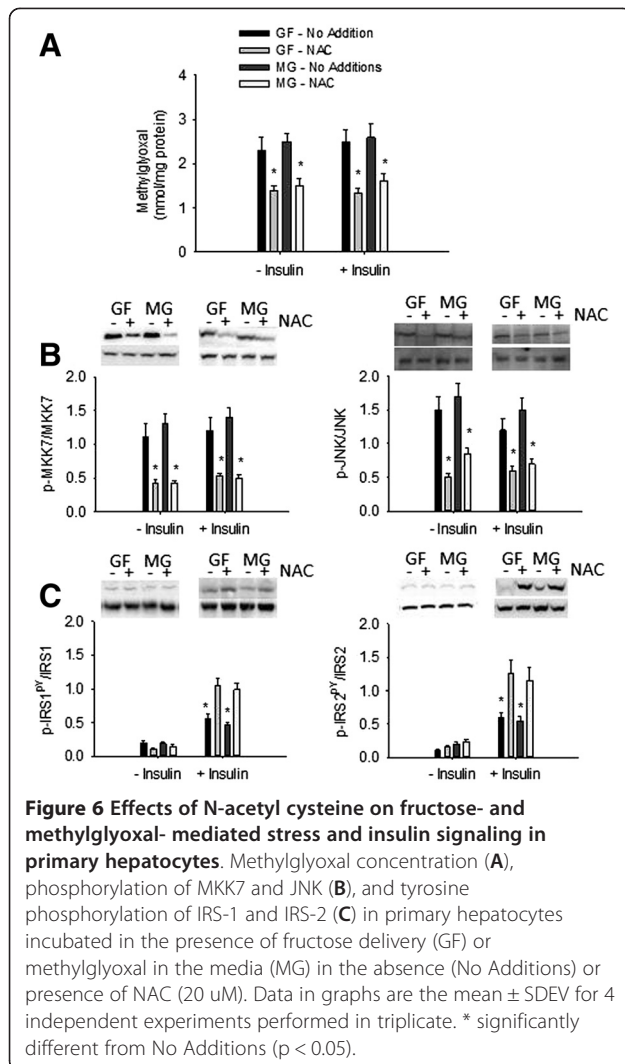 A
GF - No Addition
GF - NAC
MG - No Additions
MG - NAC
Methylglyoxal
(nmol/mg protein)
4
3
2
1
0
* * * *
- Insulin + Insulin
GF MG GF MG
- + - + - + - + NAC
GF MG GF MG
- + - + - + - + NAC
B
p-MKK7/MKK7
2.0
1.5
1.0
0.5
0.0
* * * *
- Insulin + Insulin
p-JNK/JNK
2.0
1.5
1.0
0.5
0.0
* * * *
- Insulin + Insulin
GF MG GF MG
- + - + - + - + NAC
GF MG GF MG
- + - + - + - + NAC
C
p-IRS1pY/IRS1
2.0
1.5
1.0
0.5
0.0
* *
- Insulin + Insulin
p-IRS2pY/IRS2
2.0
1.5
1.0
0.5
0.0
* *
- Insulin + Insulin
Figure 6 Effects of N-acetyl cysteine on fructose- and
methylglyoxal- mediated stress and insulin signaling in
primary hepatocytes. Methylglyoxal concentration (A),
phosphorylation of MKK7 and JNK (B), and tyrosine
phosphorylation of IRS-1 and IRS-2 (C) in primary hepatocytes
incubated in the presence of fructose delivery (GF) or
methylglyoxal in the media (MG) in the absence (No Additions) or
presence of NAC (20 uM). Data in graphs are the mean ± SDEV for 4
independent experiments performed in triplicate. * significantly
different from No Additions (p < 0.05).